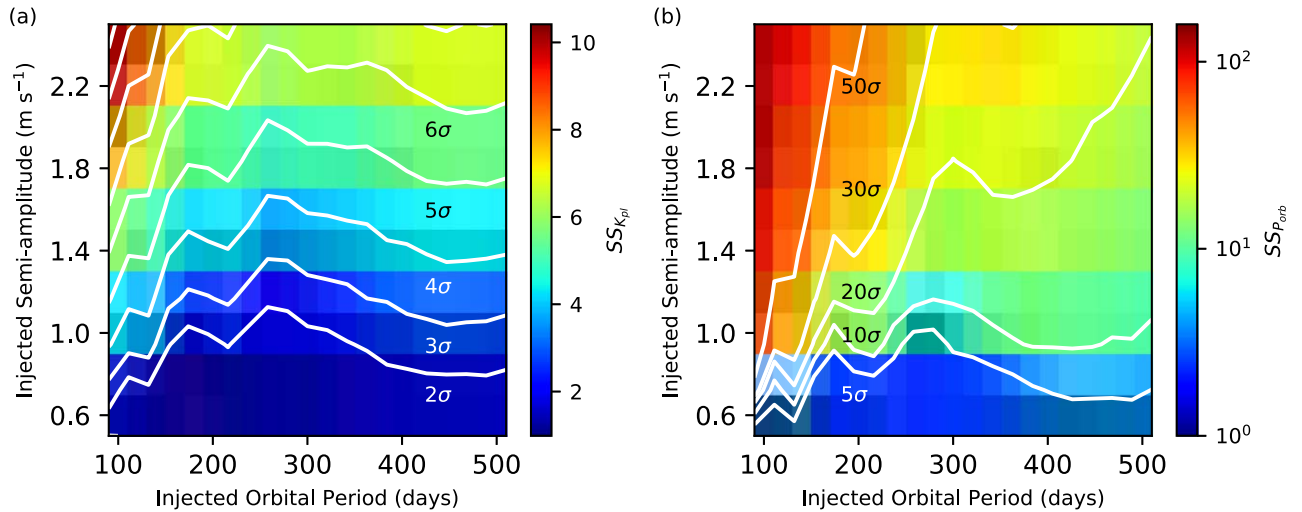 (a)
Injected Semi-amplitude (m s⁻¹)
2.2
1.8
1.4
1.0
0.6
6σ
5σ
4σ
3σ
2σ
100 200 300 400 500
Injected Orbital Period (days)
10
8
6
4
2
SS_{K_{pl}}
(b)
Injected Semi-amplitude (m s⁻¹)
2.2
1.8
1.4
1.0
0.6
50σ
30σ
20σ
10σ
5σ
100 200 300 400 500
Injected Orbital Period (days)
10²
10¹
10⁰
SS_{P_{orb}}